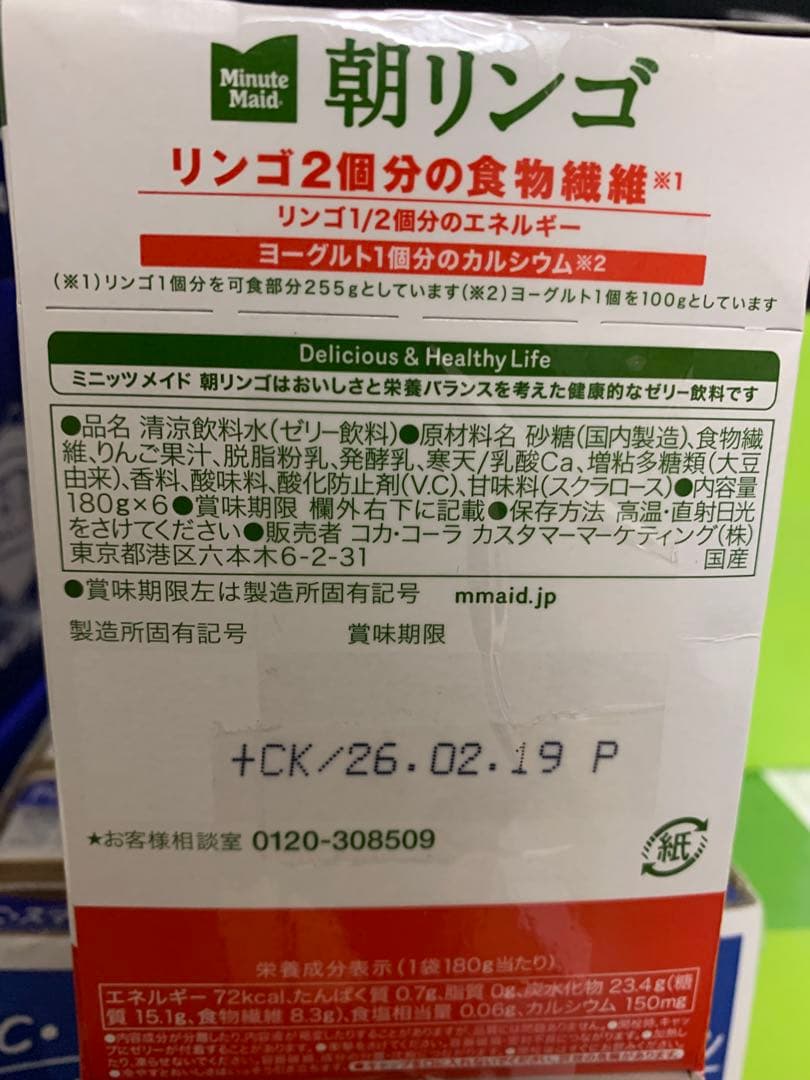 Minute
Maid
朝リンゴ
リンゴ2個分の食物繊維※1
リンゴ1/2個分のエネルギー
ヨーグルト1個分のカルシウム※2
(※1)リンゴ1個分を可食部分255gとしています(※2)ヨーグルト1個を100gとしています
Delicious & Healthy Life
ミニッツメイド 朝リンゴはおいしさと栄養バランスを考えた健康的なゼリー飲料です
●品名 清涼飲料水(ゼリー飲料)●原材料名 砂糖(国内製造)、食物繊
維、りんご果汁、脱脂粉乳、発酵乳、寒天/乳酸Ca、増粘多糖類(大豆
由来)、香料、酸味料、酸化防止剤(V.C)、甘味料(スクラロース)●内容量
180g×6●賞味期限 欄外右下に記載●保存方法 高温・直射日光
をさけてください●販売者 コカ・コーラ カスタマーマーケティング(株)
東京都港区六本木6-2-31 国産
●賞味期限左は製造所固有記号 mmaid.jp
製造所固有記号 賞味期限
+CK/26.02.19 P
★お客様相談室 0120-308509
紙
栄養成分表示(1袋180g当たり)
エネルギー 72kcal、たんぱく質 0.7g、脂質 0g、炭水化物 23.4g(糖
質 15.1g、食物繊維 8.3g)、食塩相当量 0.06g、カルシウム 150mg